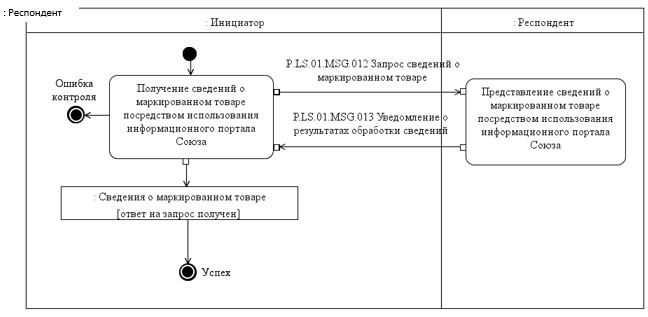 : Респондент
: Инициатор
: Респондент
P.LS.01.MSG.012 Запрос сведений о
маркированном товаре
Ошибка
контроля
Получение сведений о
маркированном товаре
посредством использования
информационного портала
Союза
Представление сведений о
маркированном товаре
посредством использования
информационного портала
Союза
P.LS.01.MSG.013 Уведомление о
результатах обработки сведений
: Сведения о маркированном товаре
[ответ на запрос получен]
Успех